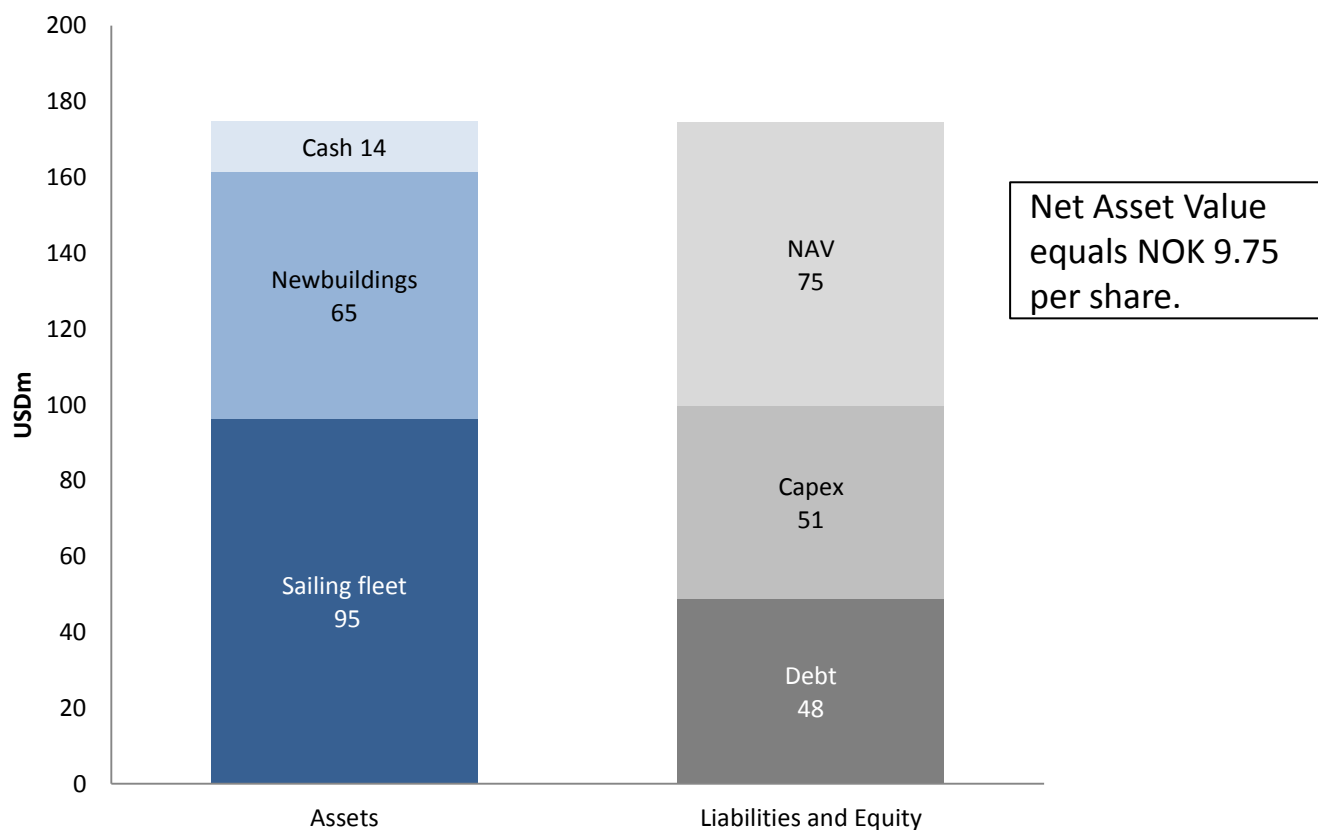 200
180
160
140
120
100
80
60
40
20
0
USDm
Cash 14
Newbuildings
65
Sailing fleet
95
NAV
75
Capex
51
Debt
48
Assets
Liabilities and Equity
Net Asset Value
equals NOK 9.75
per share.